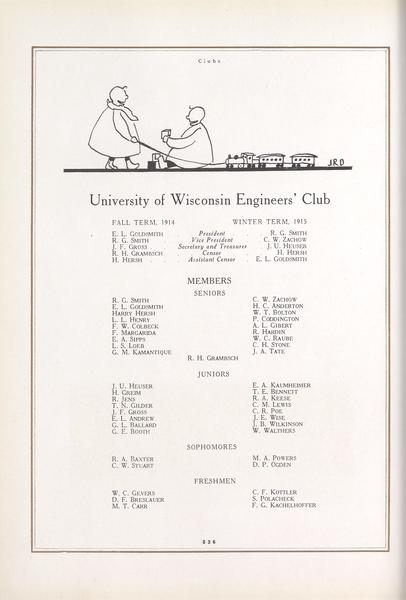 Clubs
JRD
University of Wisconsin Engineers' Club
FALL TERM, 1914 WINTER TERM, 1915
E. L. GOLDSMITH . President . R. G. SMITH
R. G. SMITH . Vice President . C. W. ZACHOW
J. F. GROSS . Secretary and Treasurer . J. U. HEUSER
R. H. GRAMBSCH . Censor . H. HERSH
H. HERSH . Assistant Censor . E. L. GOLDSMITH
MEMBERS
SENIORS
R. G. SMITH C. W. ZACHOW
E. L. GOLDSMITH H. C. ANDERTON
HARRY HERSH W. T. BOLTON
L. L. HENRY P. CODDINGTON
F. W. COLBECK A. L. GIBERT
F. MARGARIDA R. HARDIN
E. A. SIPPS W. C. RAUBE
L. S. LOEB C. H. STONE
G. M. KAMANTIQUE J. A. TATE
R. H. GRAMBSCH
JUNIORS
J. U. HEUSER E. A. KAUMHEIMER
H. GREIM T. E. BENNETT
R. JENS R. A. KEESE
T. N. GILDER C. M. LEWIS
J. F. GROSS C. R. POE
E. L. ANDREW J. E. WISE
G. L. BALLARD J. B. WILKINSON
G. E. BOOTH W. WALTHERS
SOPHOMORES
R. A. BAXTER M. A. POWERS
C. W. STUART D. P. OGDEN
FRESHMEN
W. C. GEVERS C. F. KOTTLER
D. F. BRESLAUER S. POLACHECK
M. T. CARR F. G. KACHELHOFFER
536